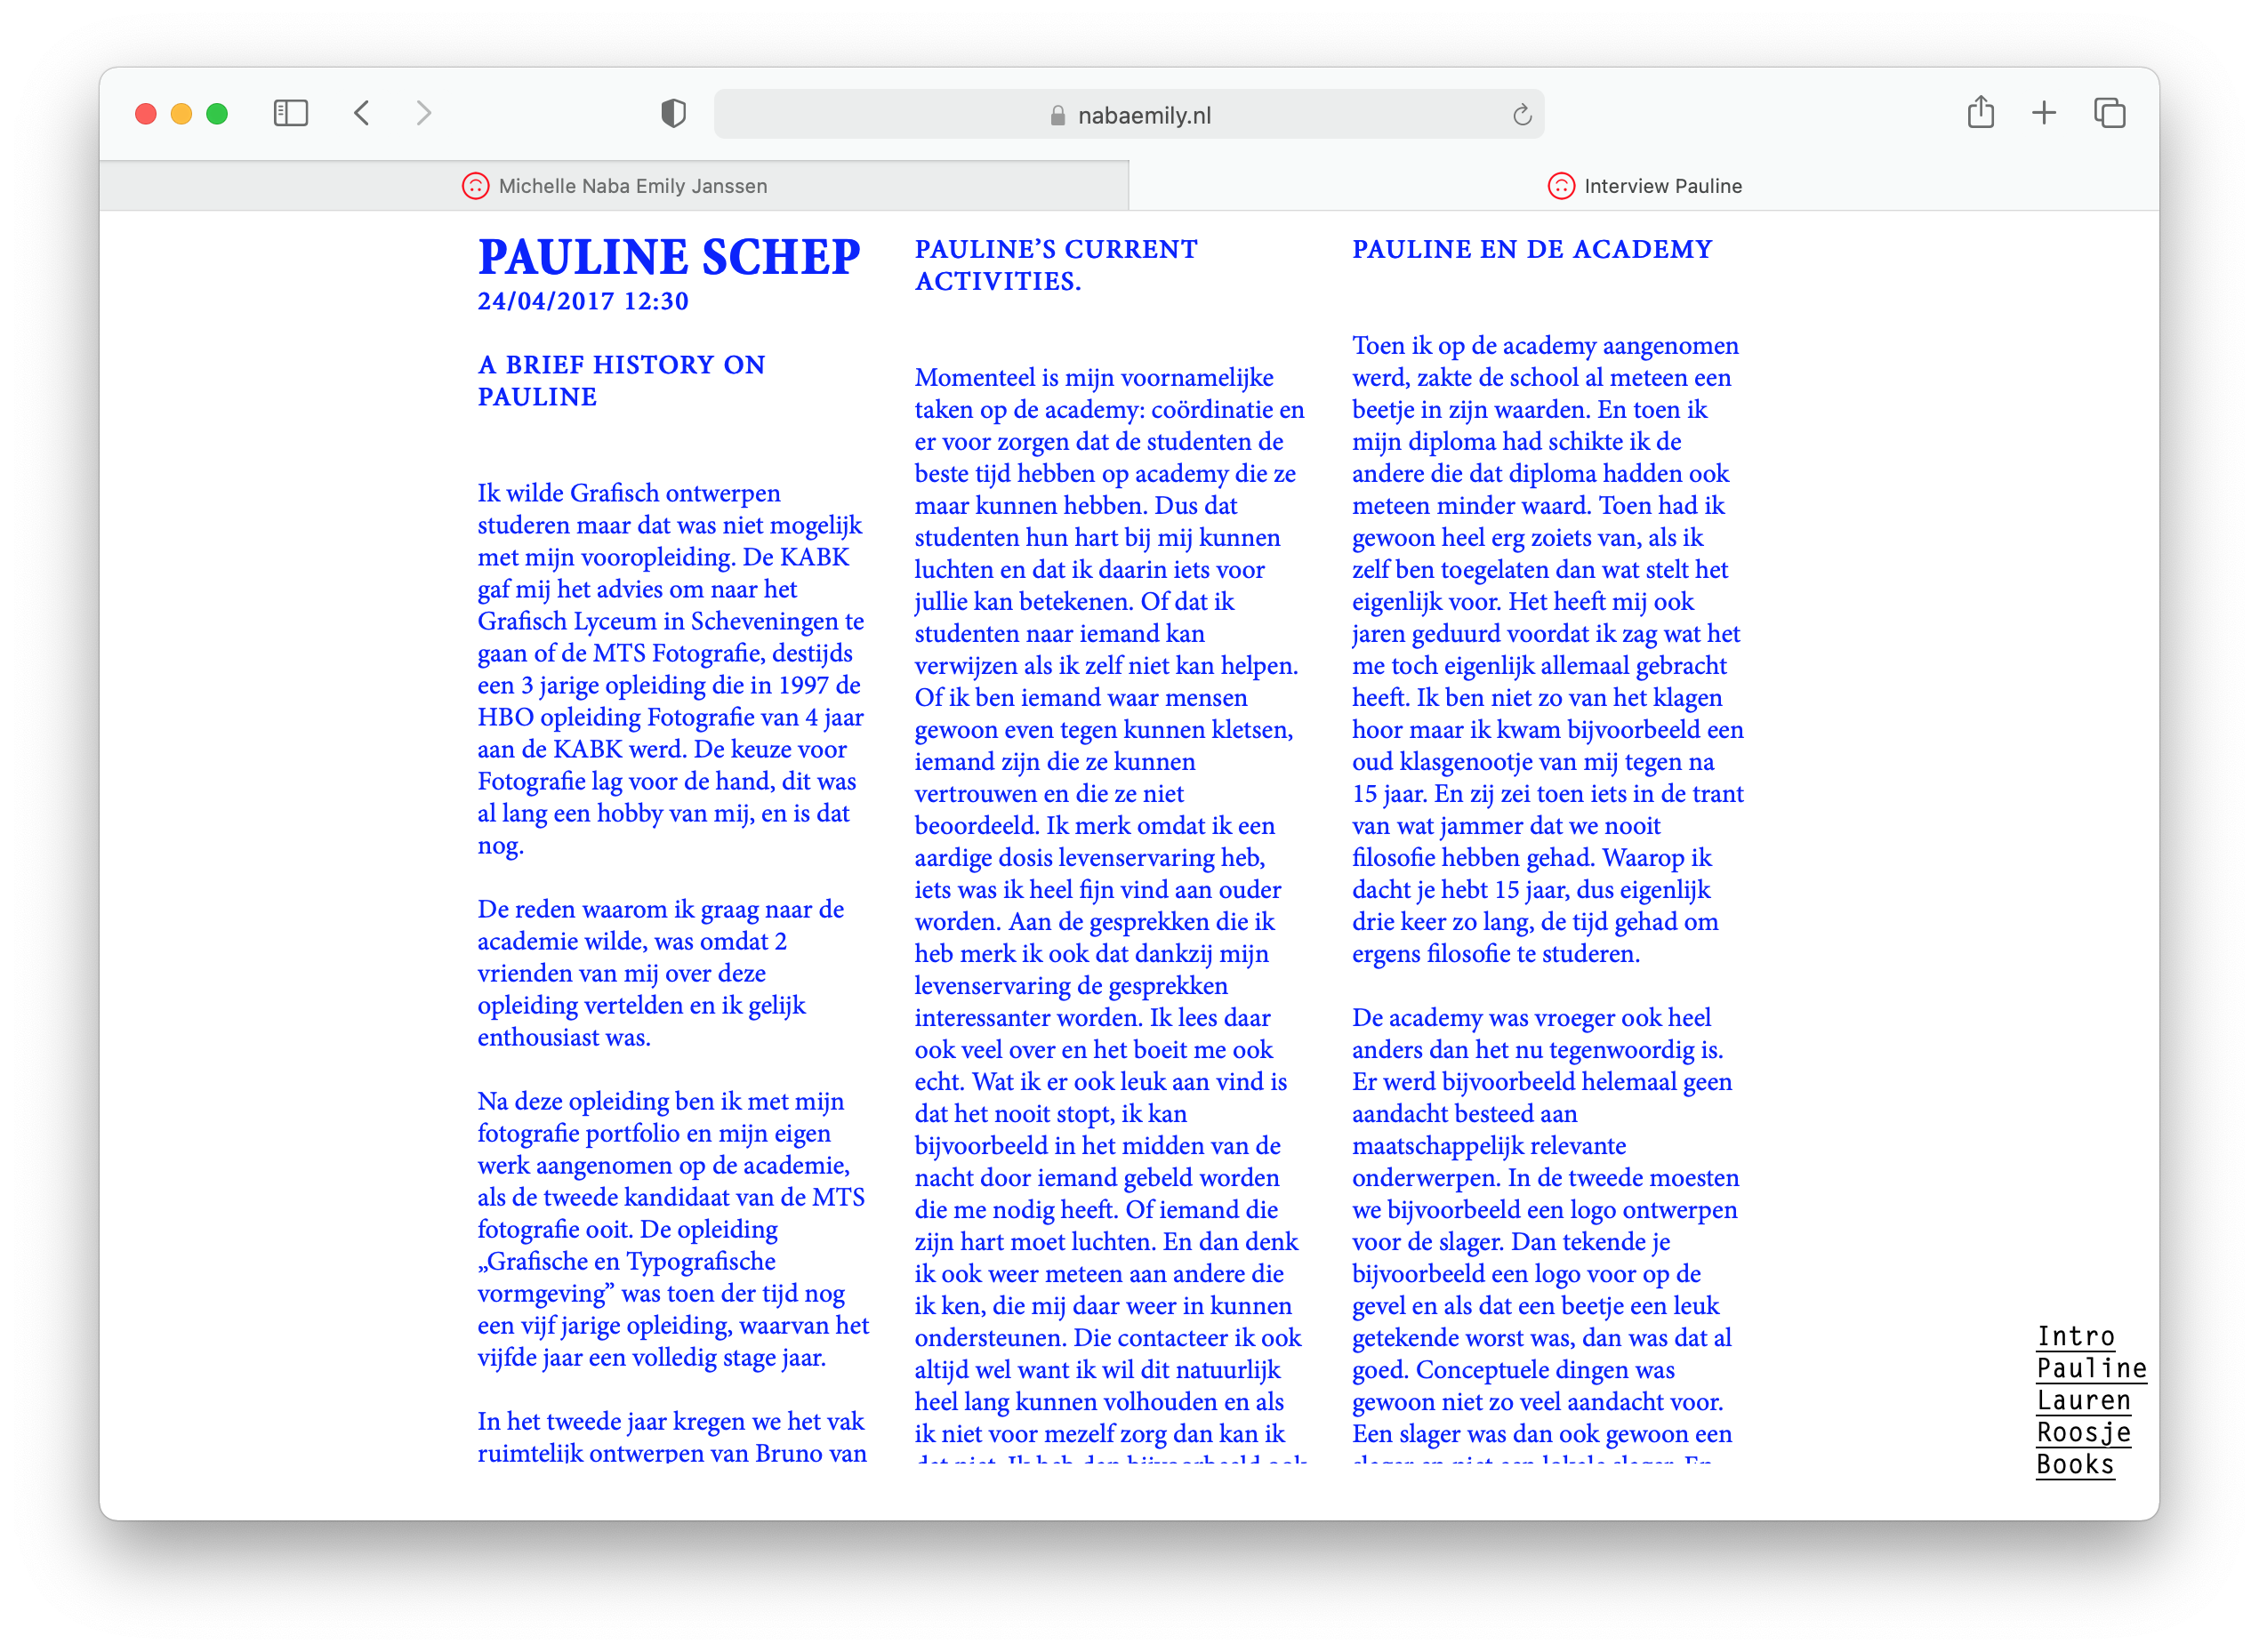 nabaemily.nl
Michelle Naba Emily Janssen
Interview Pauline
PAULINE SCHEP
24/04/2017 12:30
A BRIEF HISTORY ON
PAULINE
Ik wilde Grafisch ontwerpen
studeren maar dat was niet mogelijk
met mijn vooropleiding. De KABK
gaf mij het advies om naar het
Grafisch Lyceum in Scheveningen te
gaan of de MTS Fotografie, destijds
een 3 jarige opleiding die in 1997 de
HBO opleiding Fotografie van 4 jaar
aan de KABK werd. De keuze voor
Fotografie lag voor de hand, dit was
al lang een hobby van mij, en is dat
nog.
De reden waarom ik graag naar de
academie wilde, was omdat 2
vrienden van mij over deze
opleiding vertelden en ik gelijk
enthousiast was.
Na deze opleiding ben ik met mijn
fotografie portfolio en mijn eigen
werk aangenomen op de academie,
als de tweede kandidaat van de MTS
fotografie ooit. De opleiding
„Grafische en Typografische
vormgeving” was toen der tijd nog
een vijf jarige opleiding, waarvan het
vijfde jaar een volledig stage jaar.
In het tweede jaar kregen we het vak
ruimtelijk ontwerpen van Bruno van
PAULINE’S CURRENT
ACTIVITIES.
Momenteel is mijn voornamelijke
taken op de academy: coördinatie en
er voor zorgen dat de studenten de
beste tijd hebben op academy die ze
maar kunnen hebben. Dus dat
studenten hun hart bij mij kunnen
luchten en dat ik daarin iets voor
jullie kan betekenen. Of dat ik
studenten naar iemand kan
verwijzen als ik zelf niet kan helpen.
Of ik ben iemand waar mensen
gewoon even tegen kunnen kletsen,
iemand zijn die ze kunnen
vertrouwen en die ze niet
beoordeeld. Ik merk omdat ik een
aardige dosis levenservaring heb,
iets was ik heel fijn vind aan ouder
worden. Aan de gesprekken die ik
heb merk ik ook dat dankzij mijn
levenservaring de gesprekken
interessanter worden. Ik lees daar
ook veel over en het boeit me ook
echt. Wat ik er ook leuk aan vind is
dat het nooit stopt, ik kan
bijvoorbeeld in het midden van de
nacht door iemand gebeld worden
die me nodig heeft. Of iemand die
zijn hart moet luchten. En dan denk
ik ook weer meteen aan andere die
ik ken, die mij daar weer in kunnen
ondersteunen. Die contacteer ik ook
altijd wel want ik wil dit natuurlijk
heel lang kunnen volhouden en als
ik niet voor mezelf zorg dan kan ik
dat niet. Ik heb dan bijvoorbeeld ook
PAULINE EN DE ACADEMY
Toen ik op de academy aangenomen
werd, zakte de school al meteen een
beetje in zijn waarden. En toen ik
mijn diploma had schikte ik de
andere die dat diploma hadden ook
meteen minder waard. Toen had ik
gewoon heel erg zoiets van, als ik
zelf ben toegelaten dan wat stelt het
eigenlijk voor. Het heeft mij ook
jaren geduurd voordat ik zag wat het
me toch eigenlijk allemaal gebracht
heeft. Ik ben niet zo van het klagen
hoor maar ik kwam bijvoorbeeld een
oud klasgenootje van mij tegen na
15 jaar. En zij zei toen iets in de trant
van wat jammer dat we nooit
filosofie hebben gehad. Waarop ik
dacht je hebt 15 jaar, dus eigenlijk
drie keer zo lang, de tijd gehad om
ergens filosofie te studeren.
De academy was vroeger ook heel
anders dan het nu tegenwoordig is.
Er werd bijvoorbeeld helemaal geen
aandacht besteed aan
maatschappelijk relevante
onderwerpen. In de tweede moesten
we bijvoorbeeld een logo ontwerpen
voor de slager. Dan tekende je
bijvoorbeeld een logo voor op de
gevel en als dat een beetje een leuk
getekende worst was, dan was dat al
goed. Conceptuele dingen was
gewoon niet zo veel aandacht voor.
Een slager was dan ook gewoon een
slager en niet een lokale slager. En
Intro
Pauline
Lauren
Roosje
Books